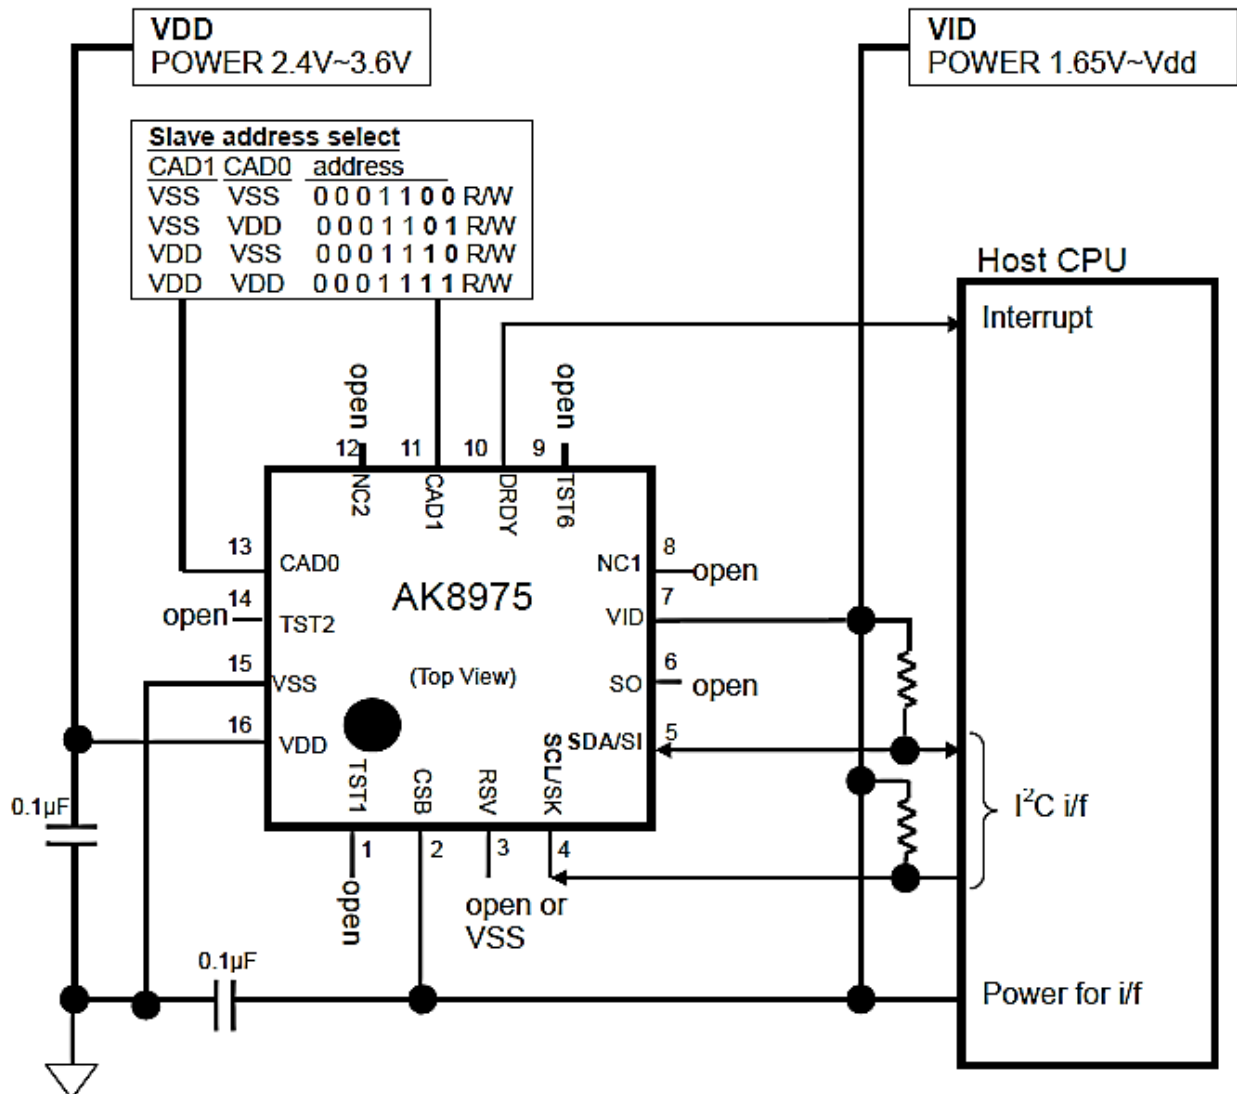 VDD
POWER 2.4V~3.6V
VID
POWER 1.65V~Vdd
Slave address select
CAD1 CAD0 address
VSS VSS 0 0 0 1 1 0 0 R/W
VSS VDD 0 0 0 1 1 0 1 R/W
VDD VSS 0 0 0 1 1 1 0 R/W
VDD VDD 0 0 0 1 1 1 1 R/W
Host CPU
Interrupt
open
open
12 11 10 9
NC2
CAD1
DRDY
TST6
13
CAD0
open
14
TST2
15
VSS
16
VDD
AK8975
(Top View)
8
NC1
open
7
VID
6
SO
open
5
SDA/SI
TST1
CSB
RSV
SCL/SK
1
2
3
4
open
open or
VSS
0.1µF
0.1µF
I²C i/f
Power for i/f